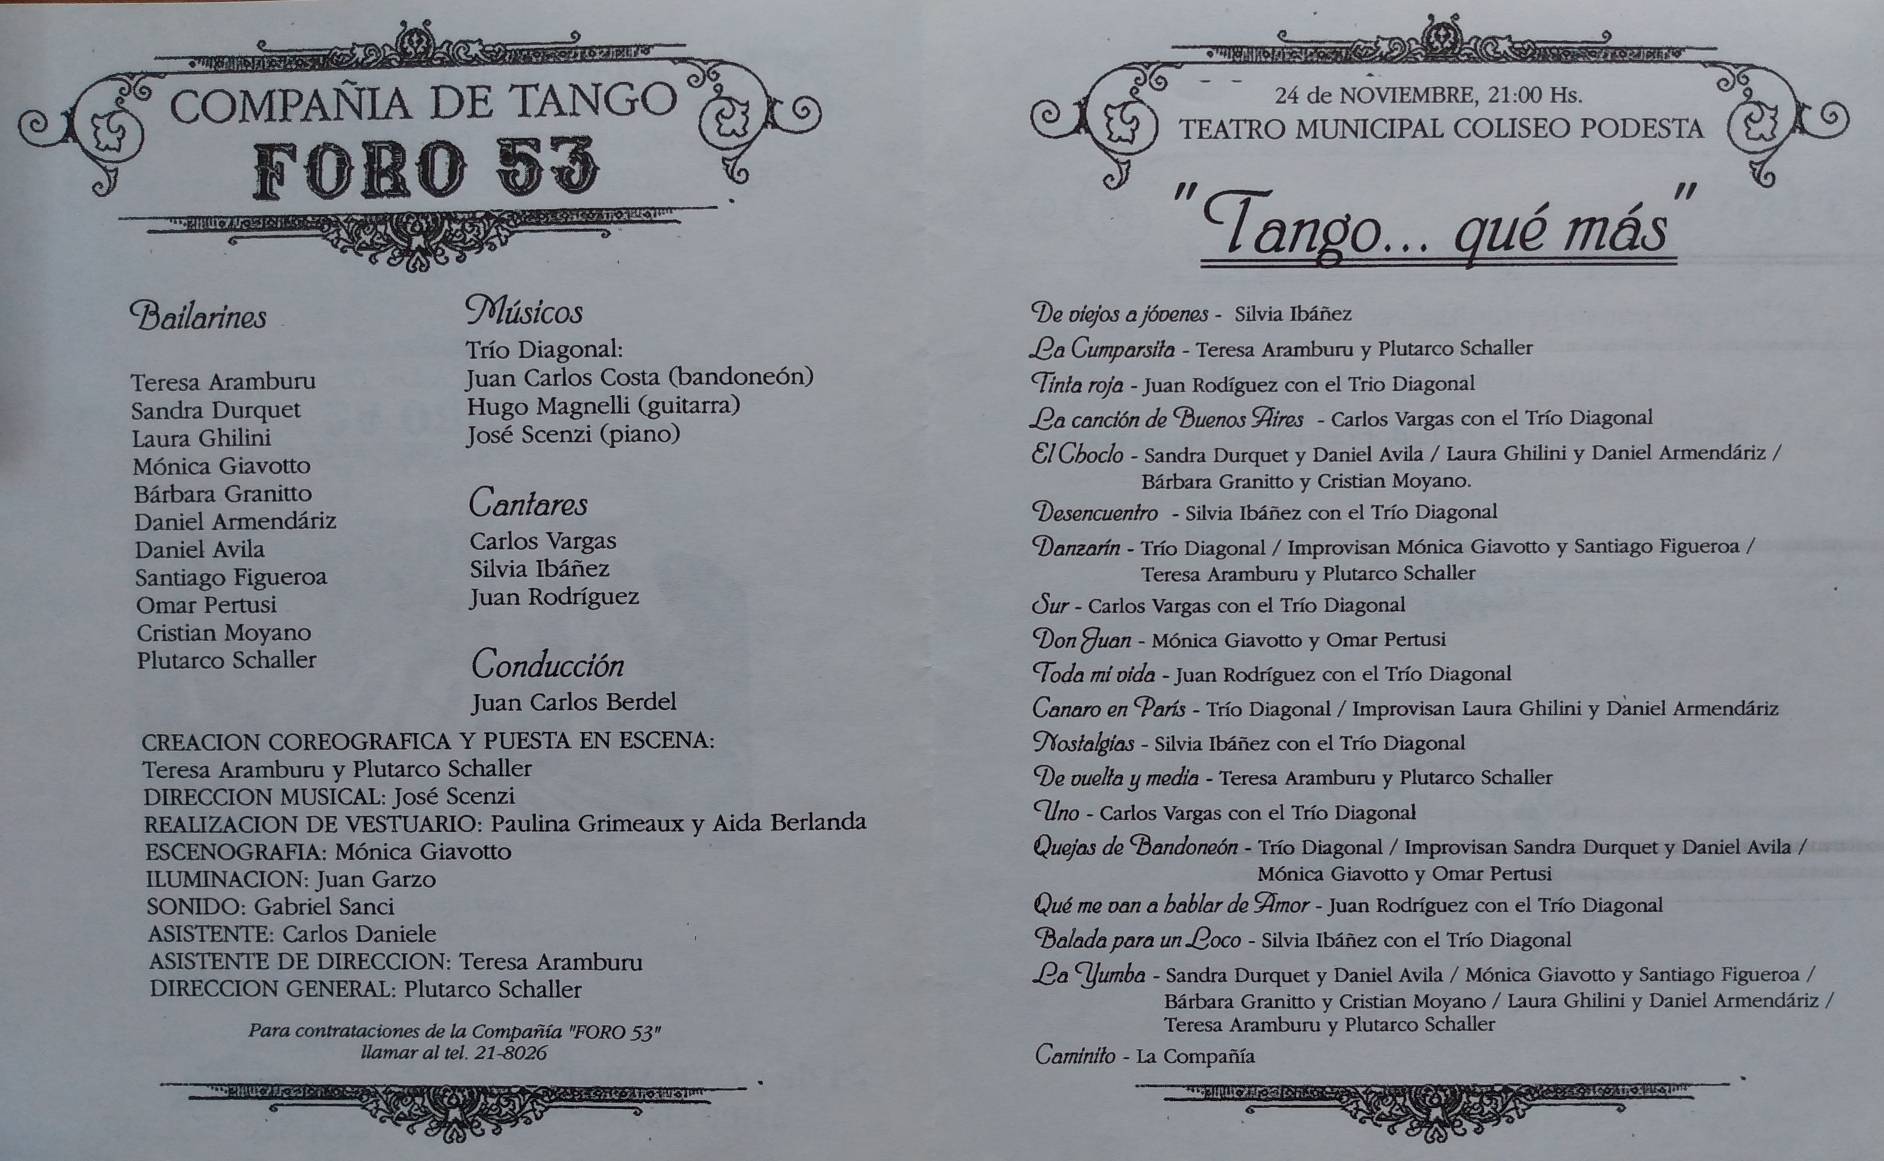 COMPAÑIA DE TANGO
FORO 53
Bailarines
Teresa Aramburu
Sandra Durquet
Laura Ghilini
Mónica Giavotto
Bárbara Granitto
Daniel Armendáriz
Daniel Avila
Santiago Figueroa
Omar Pertusi
Cristian Moyano
Plutarco Schaller
Músicos
Trío Diagonal:
Juan Carlos Costa (bandoneón)
Hugo Magnelli (guitarra)
José Scenzi (piano)
Cantares
Carlos Vargas
Silvia Ibáñez
Juan Rodríguez
Conducción
Juan Carlos Berdel
CREACION COREOGRAFICA Y PUESTA EN ESCENA:
Teresa Aramburu y Plutarco Schaller
DIRECCION MUSICAL: José Scenzi
REALIZACION DE VESTUARIO: Paulina Grimeaux y Aida Berlanda
ESCENOGRAFIA: Mónica Giavotto
ILUMINACION: Juan Garzo
SONIDO: Gabriel Sanci
ASISTENTE: Carlos Daniele
ASISTENTE DE DIRECCION: Teresa Aramburu
DIRECCION GENERAL: Plutarco Schaller
Para contrataciones de la Compañía "FORO 53"
llamar al tel. 21-8026
24 de NOVIEMBRE, 21:00 Hs.
TEATRO MUNICIPAL COLISEO PODESTA
"Tango... qué más"
De viejos a jóvenes - Silvia Ibáñez
La Cumparsita - Teresa Aramburu y Plutarco Schaller
Tinta roja - Juan Rodíguez con el Trio Diagonal
La canción de Buenos Aires - Carlos Vargas con el Trío Diagonal
El Choclo - Sandra Durquet y Daniel Avila / Laura Ghilini y Daniel Armendáriz /
Bárbara Granitto y Cristian Moyano.
Desencuentro - Silvia Ibáñez con el Trío Diagonal
Danzarín - Trío Diagonal / Improvisan Mónica Giavotto y Santiago Figueroa /
Teresa Aramburu y Plutarco Schaller
Sur - Carlos Vargas con el Trío Diagonal
Don Juan - Mónica Giavotto y Omar Pertusi
Toda mi vida - Juan Rodríguez con el Trío Diagonal
Canaro en París - Trío Diagonal / Improvisan Laura Ghilini y Daniel Armendáriz
Nostalgias - Silvia Ibáñez con el Trío Diagonal
De vuelta y media - Teresa Aramburu y Plutarco Schaller
Uno - Carlos Vargas con el Trío Diagonal
Quejas de Bandoneón - Trío Diagonal / Improvisan Sandra Durquet y Daniel Avila /
Mónica Giavotto y Omar Pertusi
Qué me van a hablar de Amor - Juan Rodríguez con el Trío Diagonal
Balada para un Loco - Silvia Ibáñez con el Trío Diagonal
La Yumba - Sandra Durquet y Daniel Avila / Mónica Giavotto y Santiago Figueroa /
Bárbara Granitto y Cristian Moyano / Laura Ghilini y Daniel Armendáriz /
Teresa Aramburu y Plutarco Schaller
Caminito - La Compañía